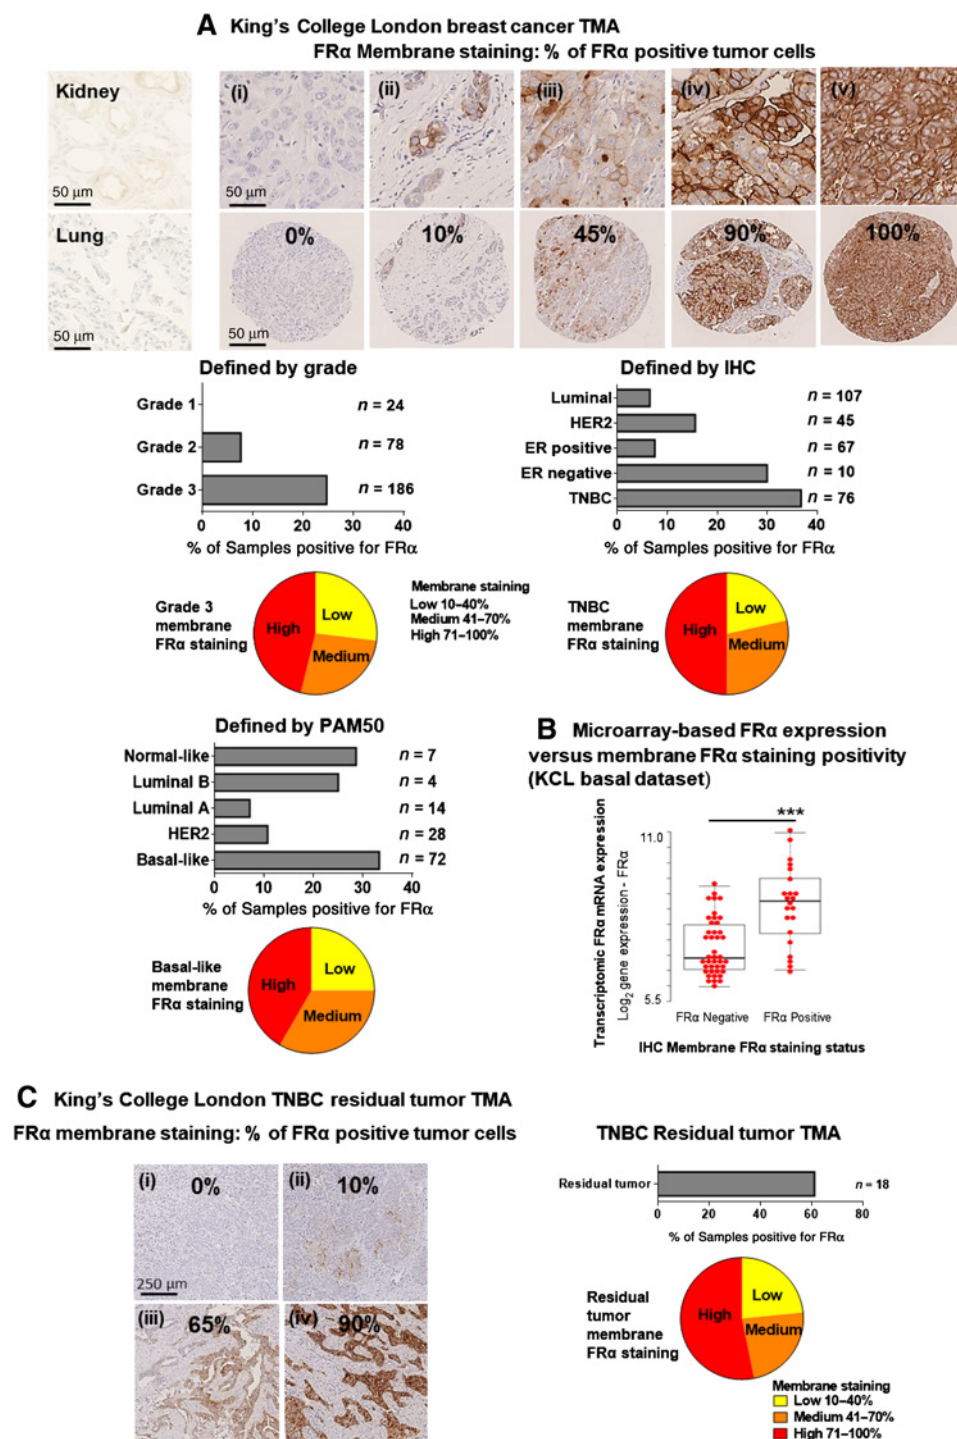 A King's College London breast cancer TMA
FRα Membrane staining: % of FRα positive tumor cells
Kidney
50 μm
Lung
50 μm
(i)
(ii)
(iii)
(iv)
(v)
50 μm
0%
10%
45%
90%
100%
50 μm
Defined by grade
Grade 1
n = 24
Grade 2
n = 78
Grade 3
n = 186
0 10 20 30 40
% of Samples positive for FRα
Defined by IHC
Luminal
n = 107
HER2
n = 45
ER positive
n = 67
ER negative
n = 10
TNBC
n = 76
0 10 20 30 40
% of Samples positive for FRα
Grade 3
membrane
FRα staining
High
Low
Medium
Membrane staining
Low 10–40%
Medium 41–70%
High 71–100%
TNBC
membrane
FRα staining
High
Low
Medium
Defined by PAM50
Normal-like
n = 7
Luminal B
n = 4
Luminal A
n = 14
HER2
n = 28
Basal-like
n = 72
0 10 20 30 40
% of Samples positive for FRα
Basal-like
membrane
FRα staining
High
Low
Medium
B Microarray-based FRα expression
versus membrane FRα staining positivity
(KCL basal dataset)
***
Transcriptomic FRα mRNA expression
Log2 gene expression - FRα
11.0
5.5
FRα Negative
FRα Positive
IHC Membrane FRα staining status
C King's College London TNBC residual tumor TMA
FRα membrane staining: % of FRα positive tumor cells
(i)
0%
250 μm
(ii)
10%
(iii)
65%
(iv)
90%
TNBC Residual tumor TMA
Residual tumor
n = 18
0 20 40 60 80
% of Samples positive for FRα
Residual
tumor
membrane
FRα staining
High
Low
Medium
Membrane staining
Low 10–40%
Medium 41–70%
High 71–100%